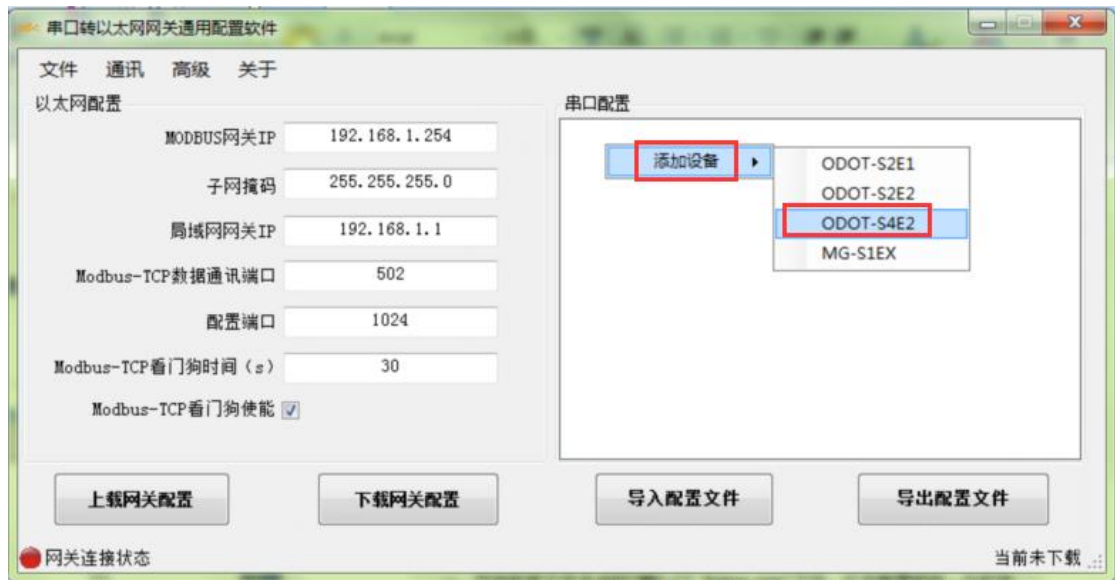 串口转以太网网关通用配置软件
文件 通讯 高级 关于
以太网配置
MODBUS网关IP 192.168.1.254
子网掩码 255.255.255.0
局域网网关IP 192.168.1.1
Modbus-TCP数据通讯端口 502
配置端口 1024
Modbus-TCP看门狗时间（s） 30
Modbus-TCP看门狗使能
串口配置
添加设备
ODOT-S2E1
ODOT-S2E2
ODOT-S4E2
MG-S1EX
上载网关配置 下载网关配置 导入配置文件 导出配置文件
网关连接状态 当前未下载